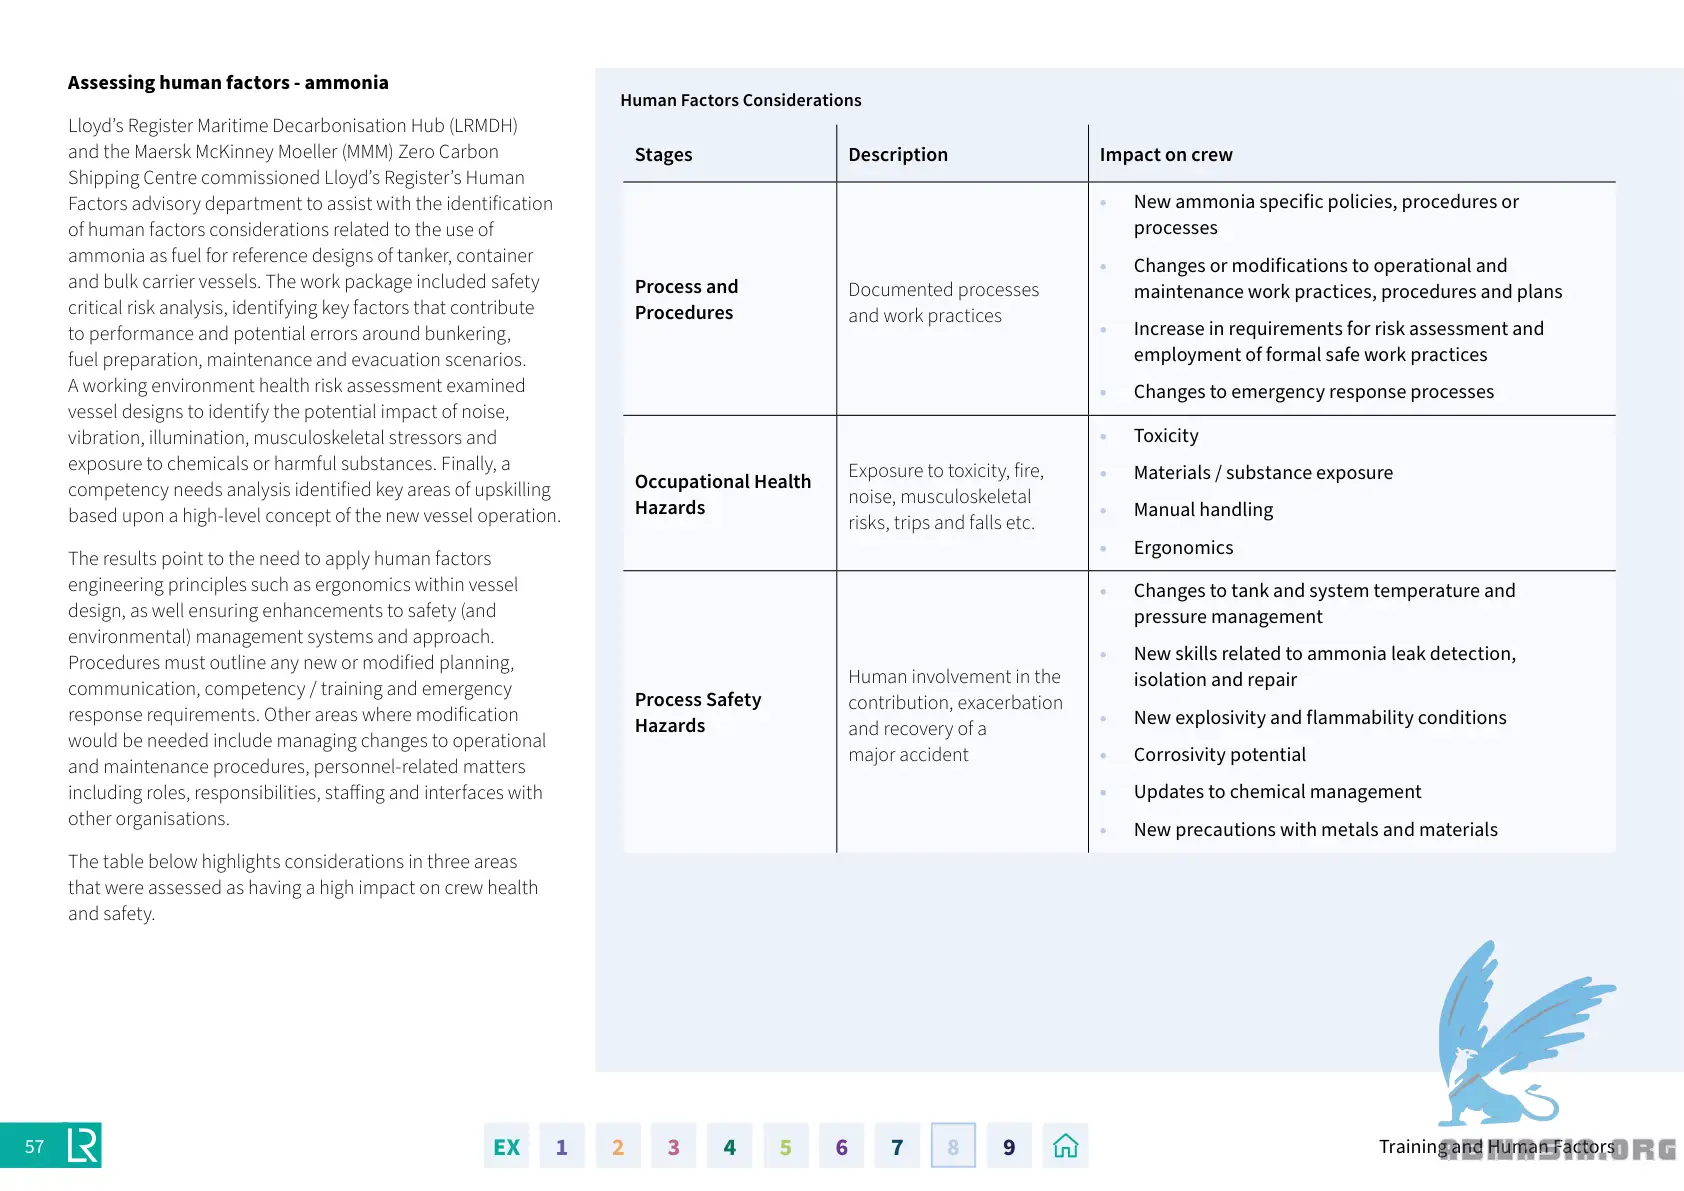 Assessing human factors - ammonia
Lloyd’s Register Maritime Decarbonisation Hub (LRMDH)
and the Maersk McKinney Moeller (MMM) Zero Carbon
Shipping Centre commissioned Lloyd’s Register’s Human
Factors advisory department to assist with the identification
of human factors considerations related to the use of
ammonia as fuel for reference designs of tanker, container
and bulk carrier vessels. The work package included safety
critical risk analysis, identifying key factors that contribute
to performance and potential errors around bunkering,
fuel preparation, maintenance and evacuation scenarios.
A working environment health risk assessment examined
vessel designs to identify the potential impact of noise,
vibration, illumination, musculoskeletal stressors and
exposure to chemicals or harmful substances. Finally, a
competency needs analysis identified key areas of upskilling
based upon a high-level concept of the new vessel operation.
The results point to the need to apply human factors
engineering principles such as ergonomics within vessel
design, as well ensuring enhancements to safety (and
environmental) management systems and approach.
Procedures must outline any new or modified planning,
communication, competency / training and emergency
response requirements. Other areas where modification
would be needed include managing changes to operational
and maintenance procedures, personnel-related matters
including roles, responsibilities, staffing and interfaces with
other organisations.
The table below highlights considerations in three areas
that were assessed as having a high impact on crew health
and safety.
Human Factors Considerations
Stages
Description
Impact on crew
Process and
Procedures
Documented processes
and work practices
• New ammonia specific policies, procedures or
processes
• Changes or modifications to operational and
maintenance work practices, procedures and plans
• Increase in requirements for risk assessment and
employment of formal safe work practices
• Changes to emergency response processes
Occupational Health
Hazards
Exposure to toxicity, fire,
noise, musculoskeletal
risks, trips and falls etc.
• Toxicity
• Materials / substance exposure
• Manual handling
• Ergonomics
Process Safety
Hazards
Human involvement in the
contribution, exacerbation
and recovery of a
major accident
• Changes to tank and system temperature and
pressure management
• New skills related to ammonia leak detection,
isolation and repair
• New explosivity and flammability conditions
• Corrosivity potential
• Updates to chemical management
• New precautions with metals and materials
57 LR
EX 1 2 3 4 5 6 7 8 9
Training and Human Factors